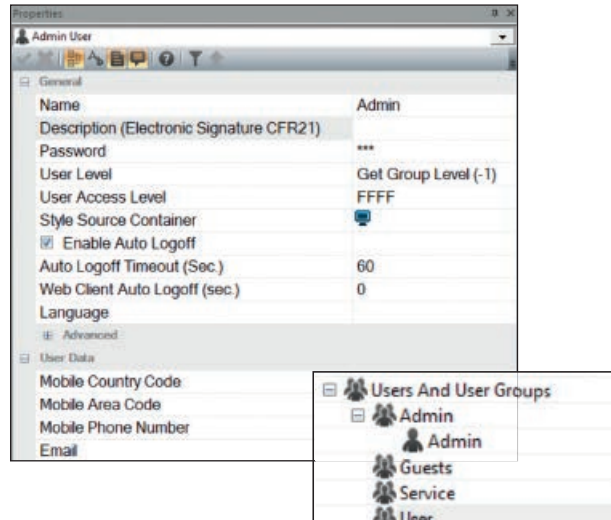 Properties
Admin User
General
Name Admin
Description (Electronic Signature CFR21)
Password ***
User Level Get Group Level (-1)
User Access Level FFFF
Style Source Container
Enable Auto Logoff
Auto Logoff Timeout (Sec.) 60
Web Client Auto Logoff (sec.) 0
Language
Advanced
User Data
Mobile Country Code
Mobile Area Code
Mobile Phone Number
Email
Users And User Groups
Admin
Admin
Guests
Service
User